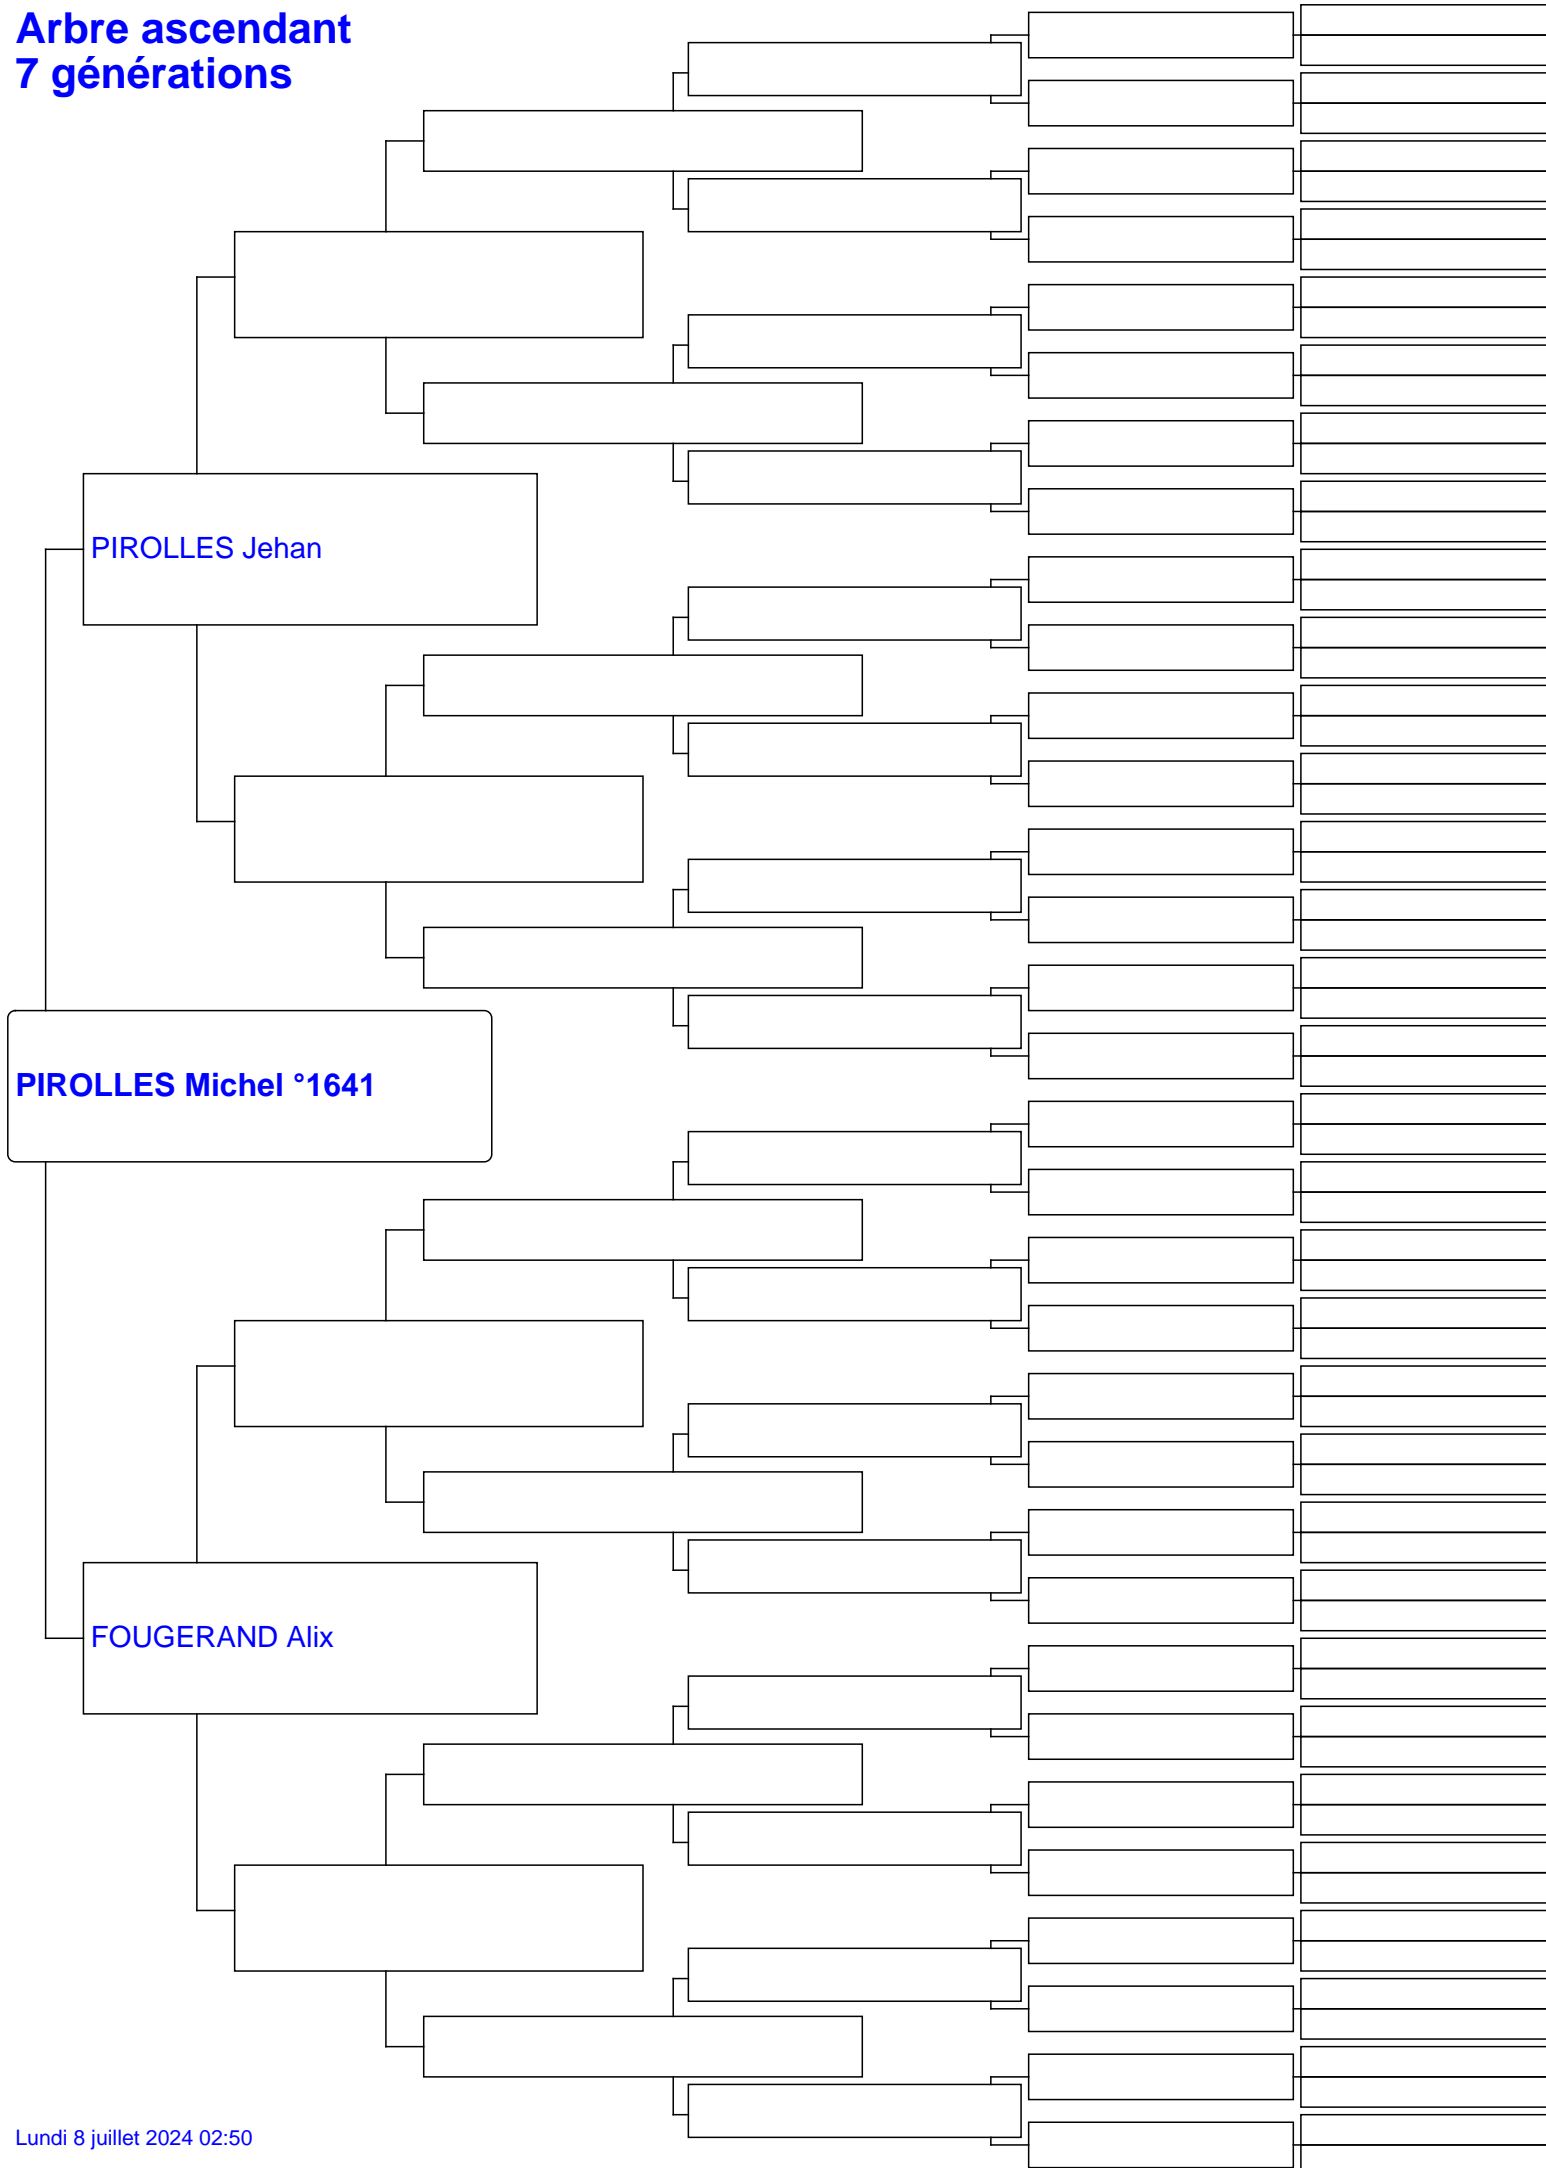 Arbre ascendant
7 générations
PIROLLES Jehan
PIROLLES Michel °1641
FOUGERAND Alix
Lundi 8 juillet 2024 02:50